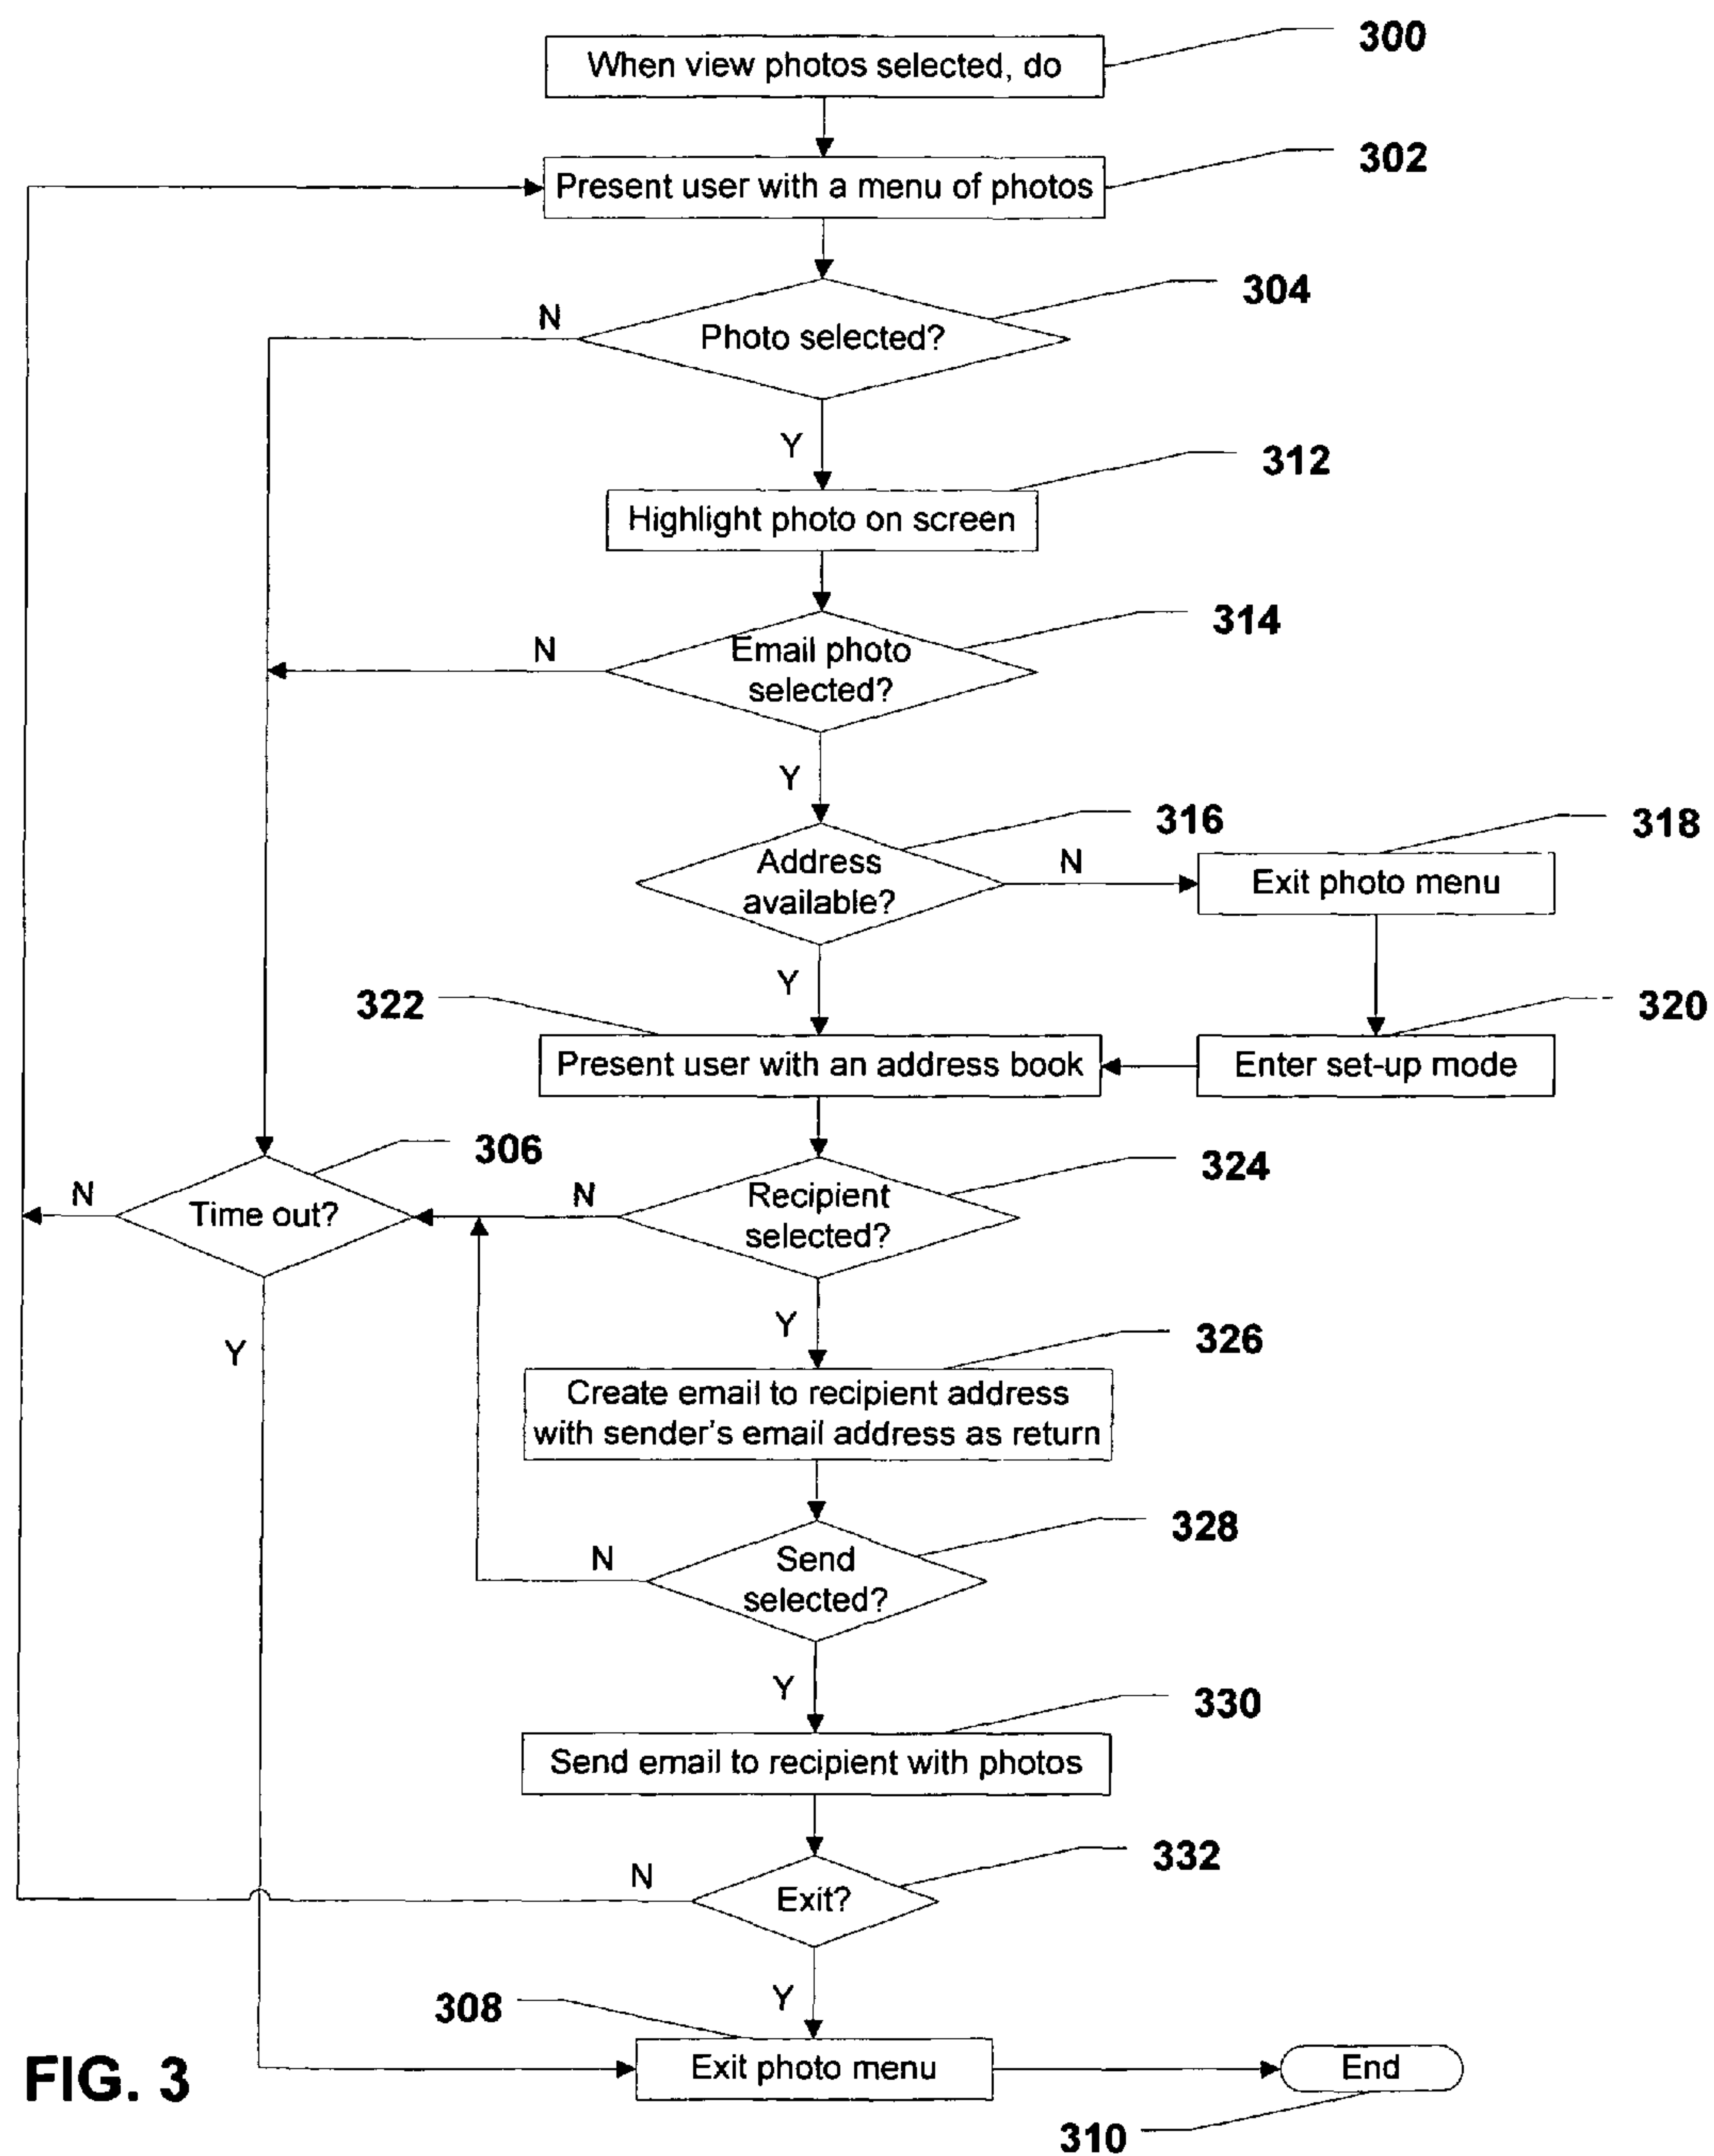 When view photos selected, do
300
Present user with a menu of photos
302
304
N
Photo selected?
Y
312
Highlight photo on screen
314
N
Email photo
selected?
Y
316
318
Address
available?
N
Exit photo menu
Y
322
320
Present user with an address book
Enter set-up mode
306
324
N
Time out?
N
Recipient
selected?
Y
Y
326
Create email to recipient address
with sender's email address as return
328
N
Send
selected?
Y
330
Send email to recipient with photos
332
N
Exit?
Y
308
Exit photo menu
End
FIG. 3
310